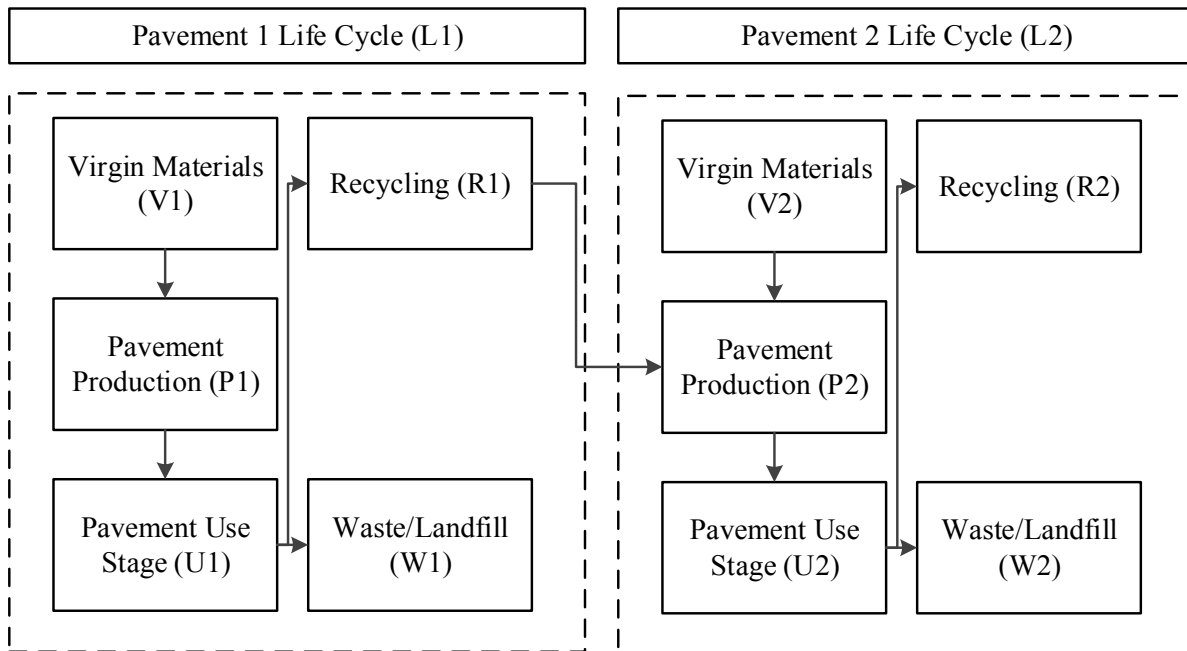 Pavement 1 Life Cycle (L1)
Pavement 2 Life Cycle (L2)
Virgin Materials
(V1)
Recycling (R1)
Pavement
Production (P1)
Pavement Use
Stage (U1)
Waste/Landfill
(W1)
Virgin Materials
(V2)
Recycling (R2)
Pavement
Production (P2)
Pavement Use
Stage (U2)
Waste/Landfill
(W2)